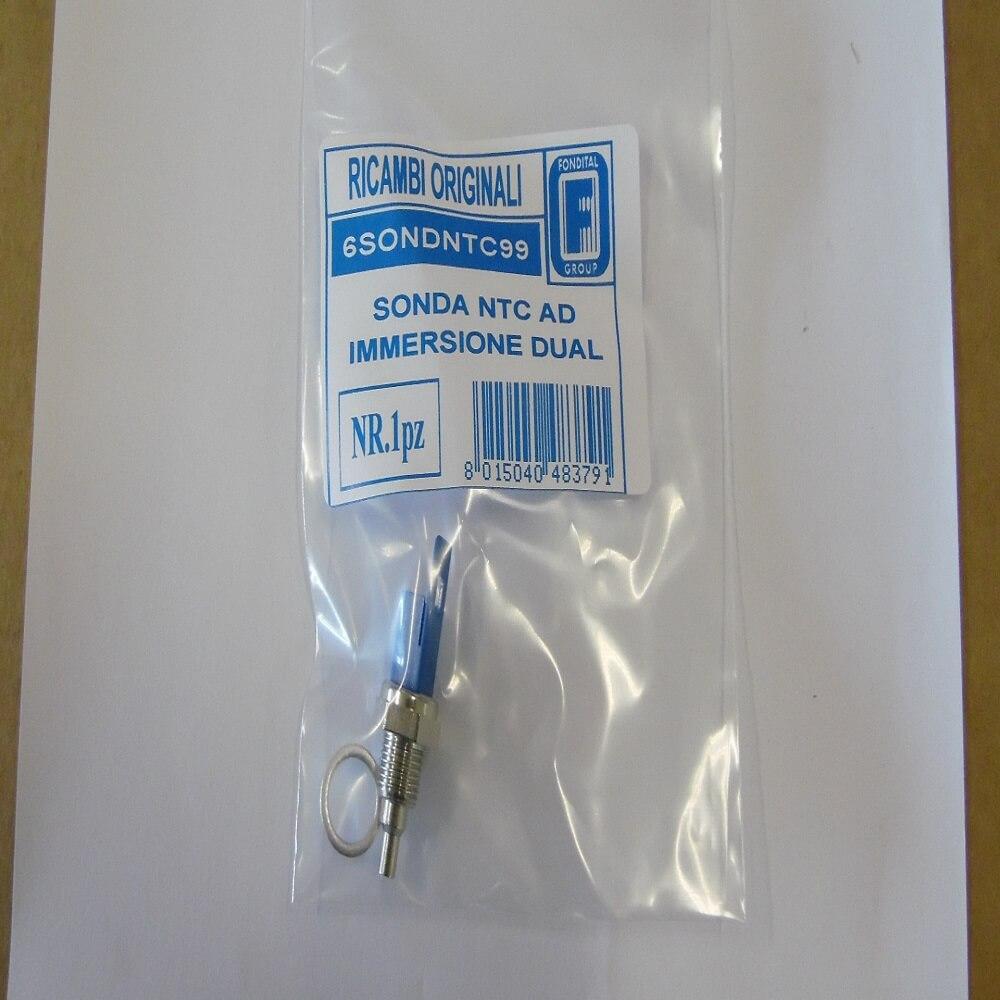 RICAMBI ORIGINALI
FONDITAL
GROUP
6SONDNTC99
SONDA NTC AD
IMMERSIONE DUAL
NR.1pz
8 015040 483791